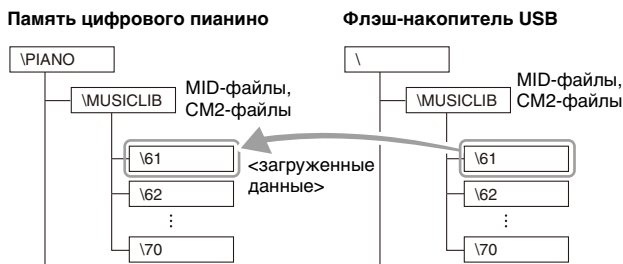 Память цифрового пианино
\PIANO
\MUSICLIB
MID-файлы,
CM2-файлы
\61
<загруженные
данные>
\62
⋮
\70
Флэш-накопитель USB
\
\MUSICLIB
MID-файлы,
CM2-файлы
\61
\62
⋮
\70